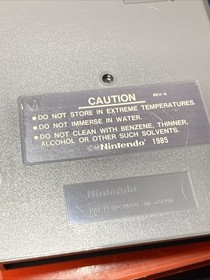 CAUTION REV-A
•DO NOT STORE IN EXTREME TEMPERATURES.
•DO NOT IMMERSE IN WATER.
•DO NOT CLEAN WITH BENZENE, THINNER,
ALCOHOL OR OTHER SUCH SOLVENTS.
©Nintendo 1985
Nintendo